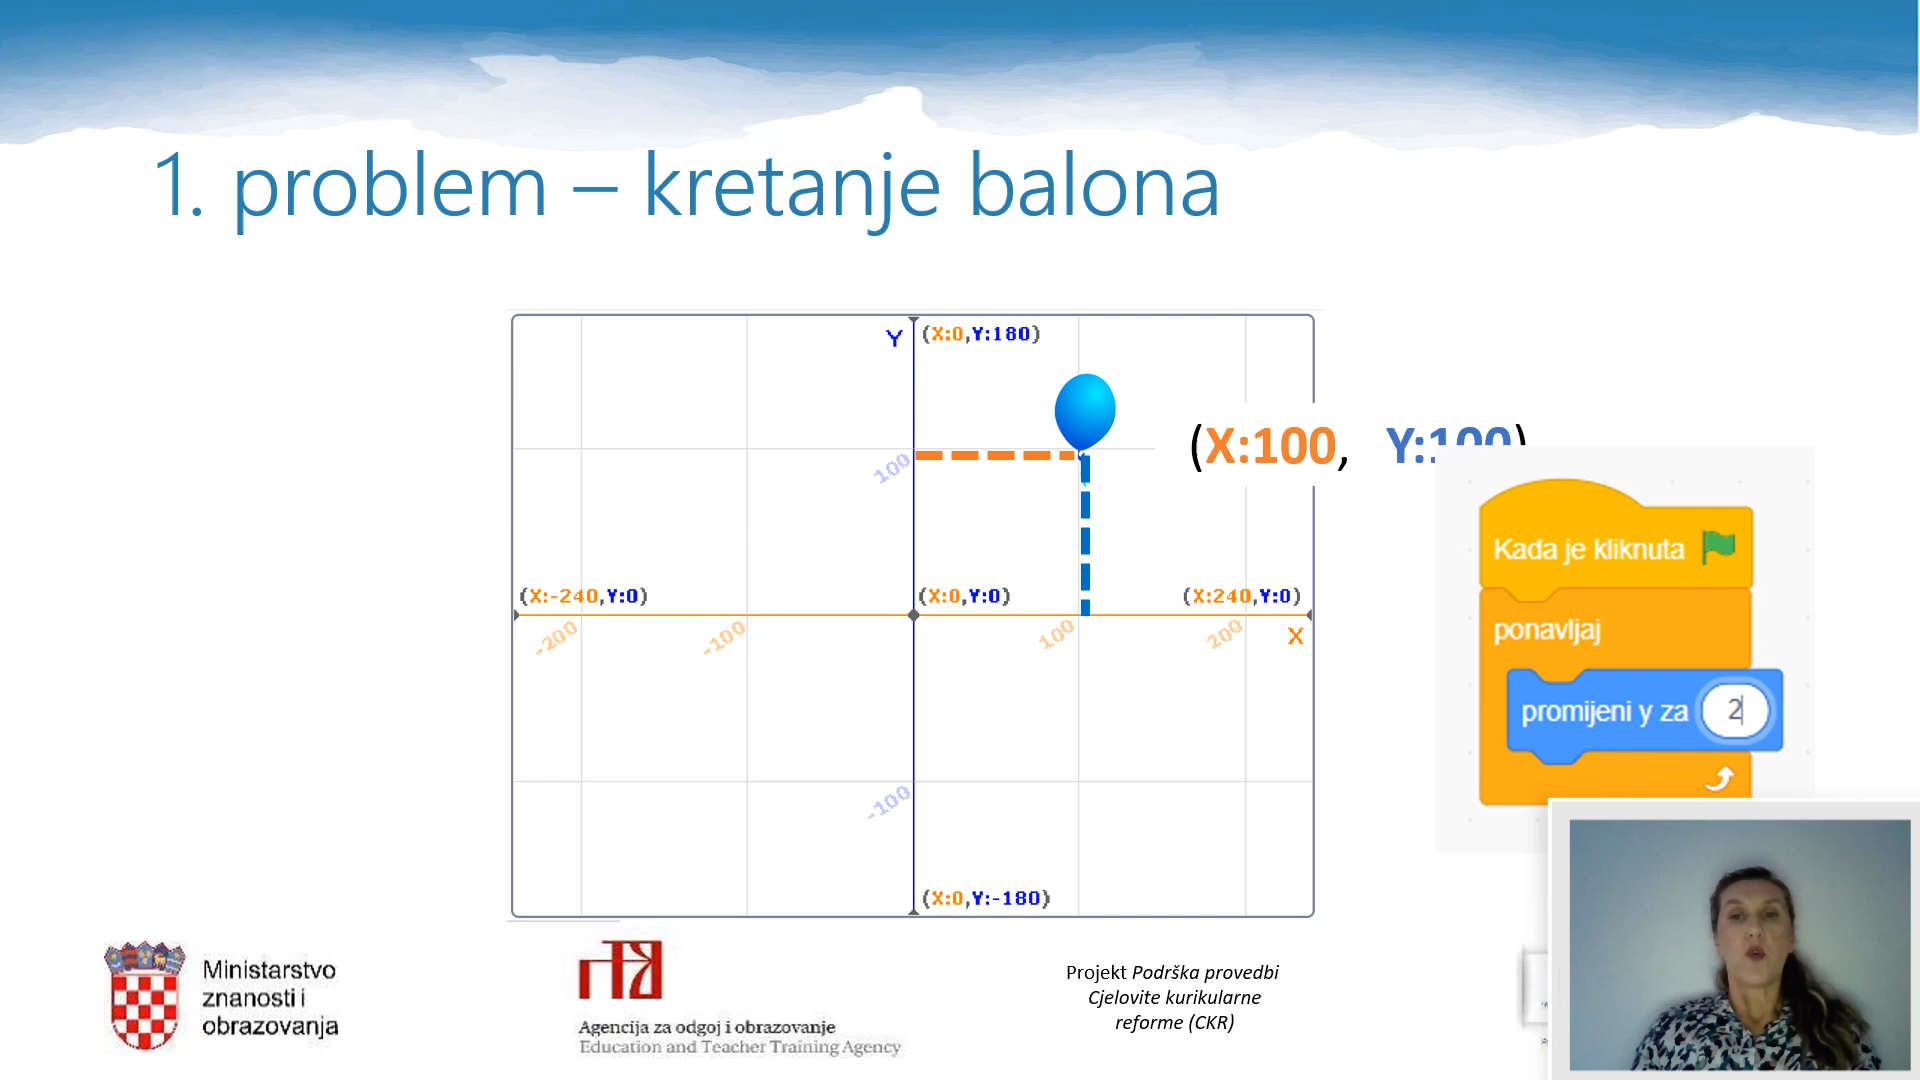 1. problem – kretanje balona
Y (X:0,Y:180)
(X:100, Y:100)
100
Kada je kliknuta
ponavljaj
promijeni y za 2
(X:-240,Y:0) (X:0,Y:0) (X:240,Y:0)
-200 -100 100 200 X
-100
(X:0,Y:-180)
Ministarstvo
znanosti i
obrazovanja
Agencija za odgoj i obrazovanje
Education and Teacher Training Agency
Projekt Podrška provedbi
Cjelovite kurikularne
reforme (CKR)